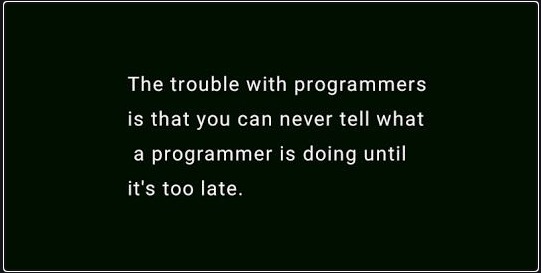 The trouble with programmers
is that you can never tell what
a programmer is doing until
it's too late.